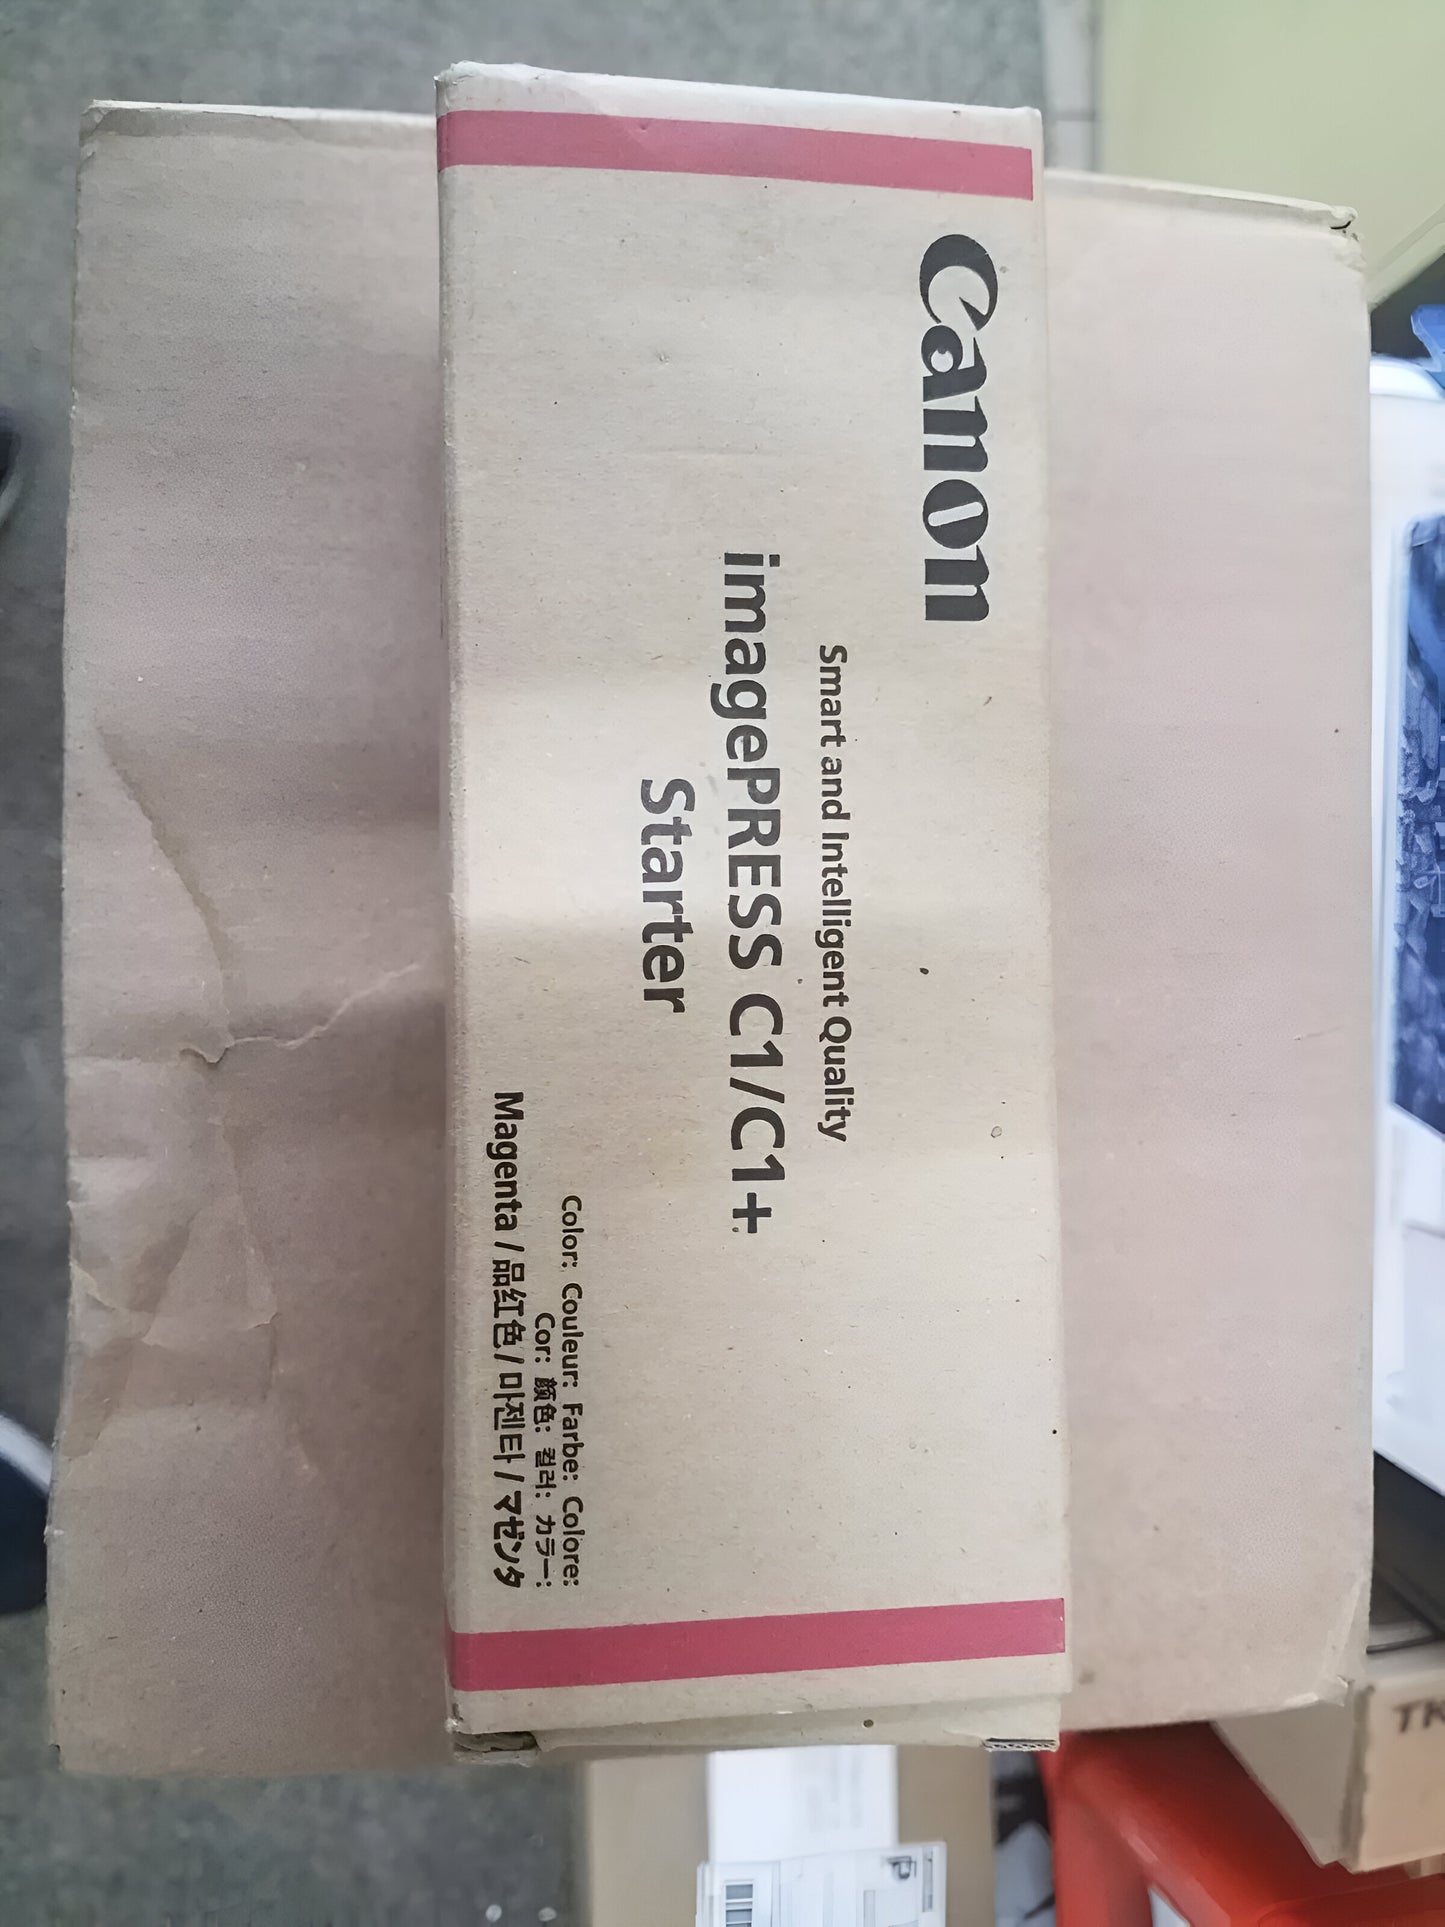 Canon
Smart and Intelligent Quality
imagePRESS C1/C1+
Starter
Color: Couleur: Farbe: Colore:
Cor: 颜色: 컬러: カラー:
Magenta / 品红色 / 마젠타 / マゼンタ
TK